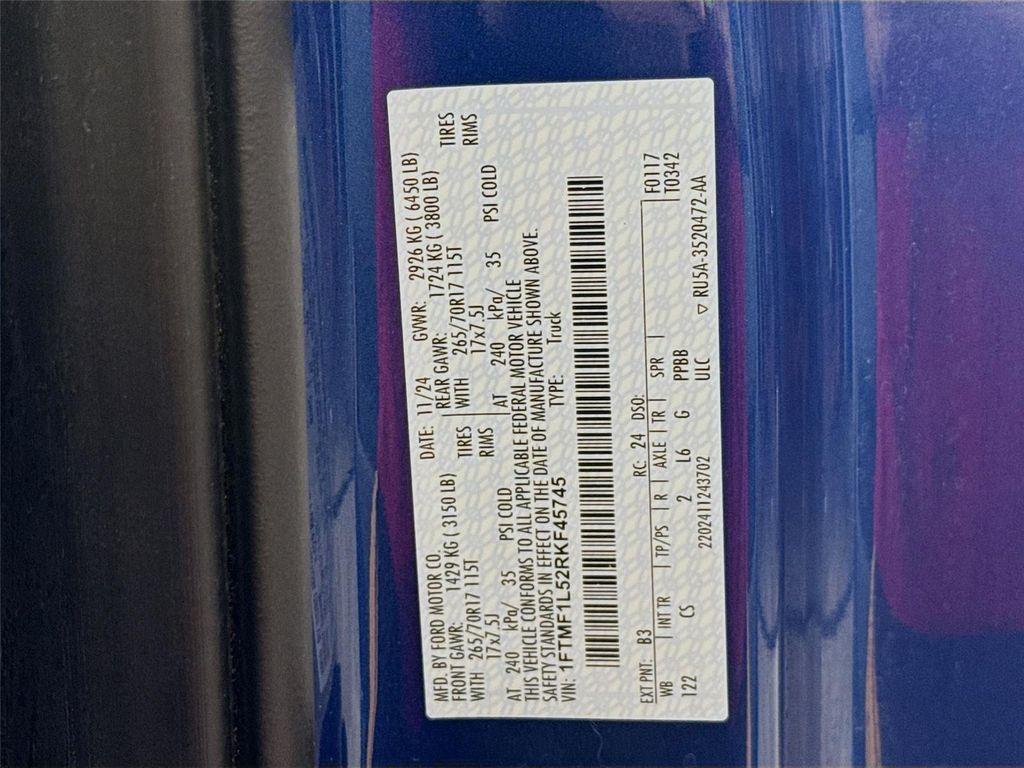 MFD. BY FORD MOTOR CO.
DATE: 11/24 GVWR: 2926 KG ( 6450 LB)
FRONT GAWR: 1429 KG ( 3150 LB) REAR GAWR: 1724 KG ( 3800 LB)
WITH 265/70R17 115T TIRES WITH 265/70R17 115T TIRES
17x7.5J RIMS 17x7.5J RIMS
AT 240 kPa/ 35 PSI COLD AT 240 kPa/ 35 PSI COLD
THIS VEHICLE CONFORMS TO ALL APPLICABLE FEDERAL MOTOR VEHICLE
SAFETY STANDARDS IN EFFECT ON THE DATE OF MANUFACTURE SHOWN ABOVE.
VIN: 1FTMF1L52RKF45745 TYPE: Truck
EXT PNT: B3 RC: 24 DSO: F0117
WB INT TR TP/PS R AXLE TR SPR T0342
122 CS 2 L6 G PPBB
2202411243702 ULC
▽ RU5A-3520472-AA